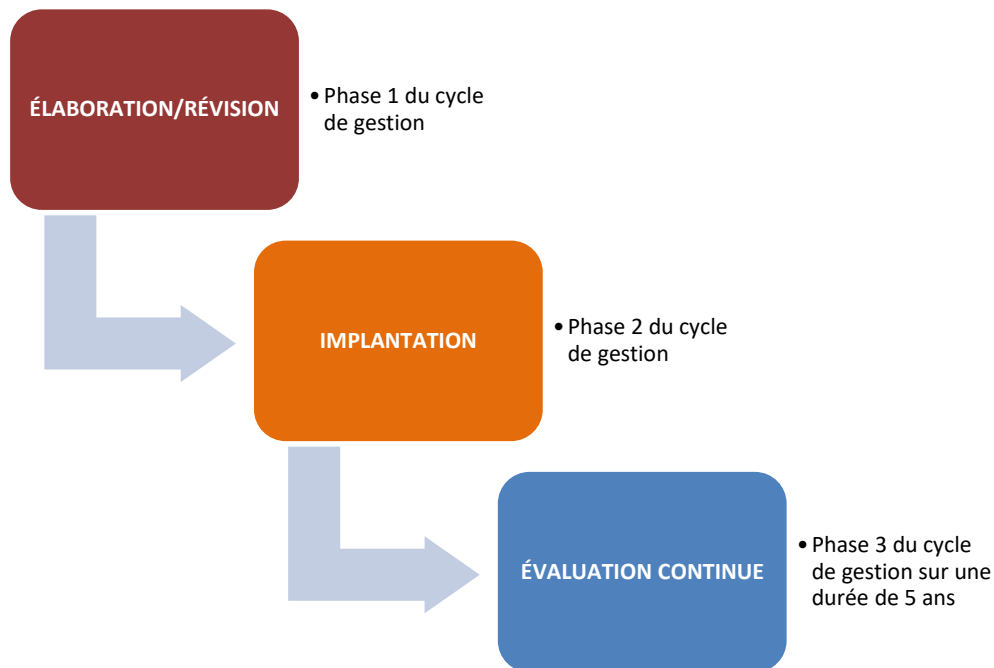 ÉLABORATION/RÉVISION
• Phase 1 du cycle
de gestion
IMPLANTATION
• Phase 2 du cycle
de gestion
ÉVALUATION CONTINUE
• Phase 3 du cycle
de gestion sur une
durée de 5 ans